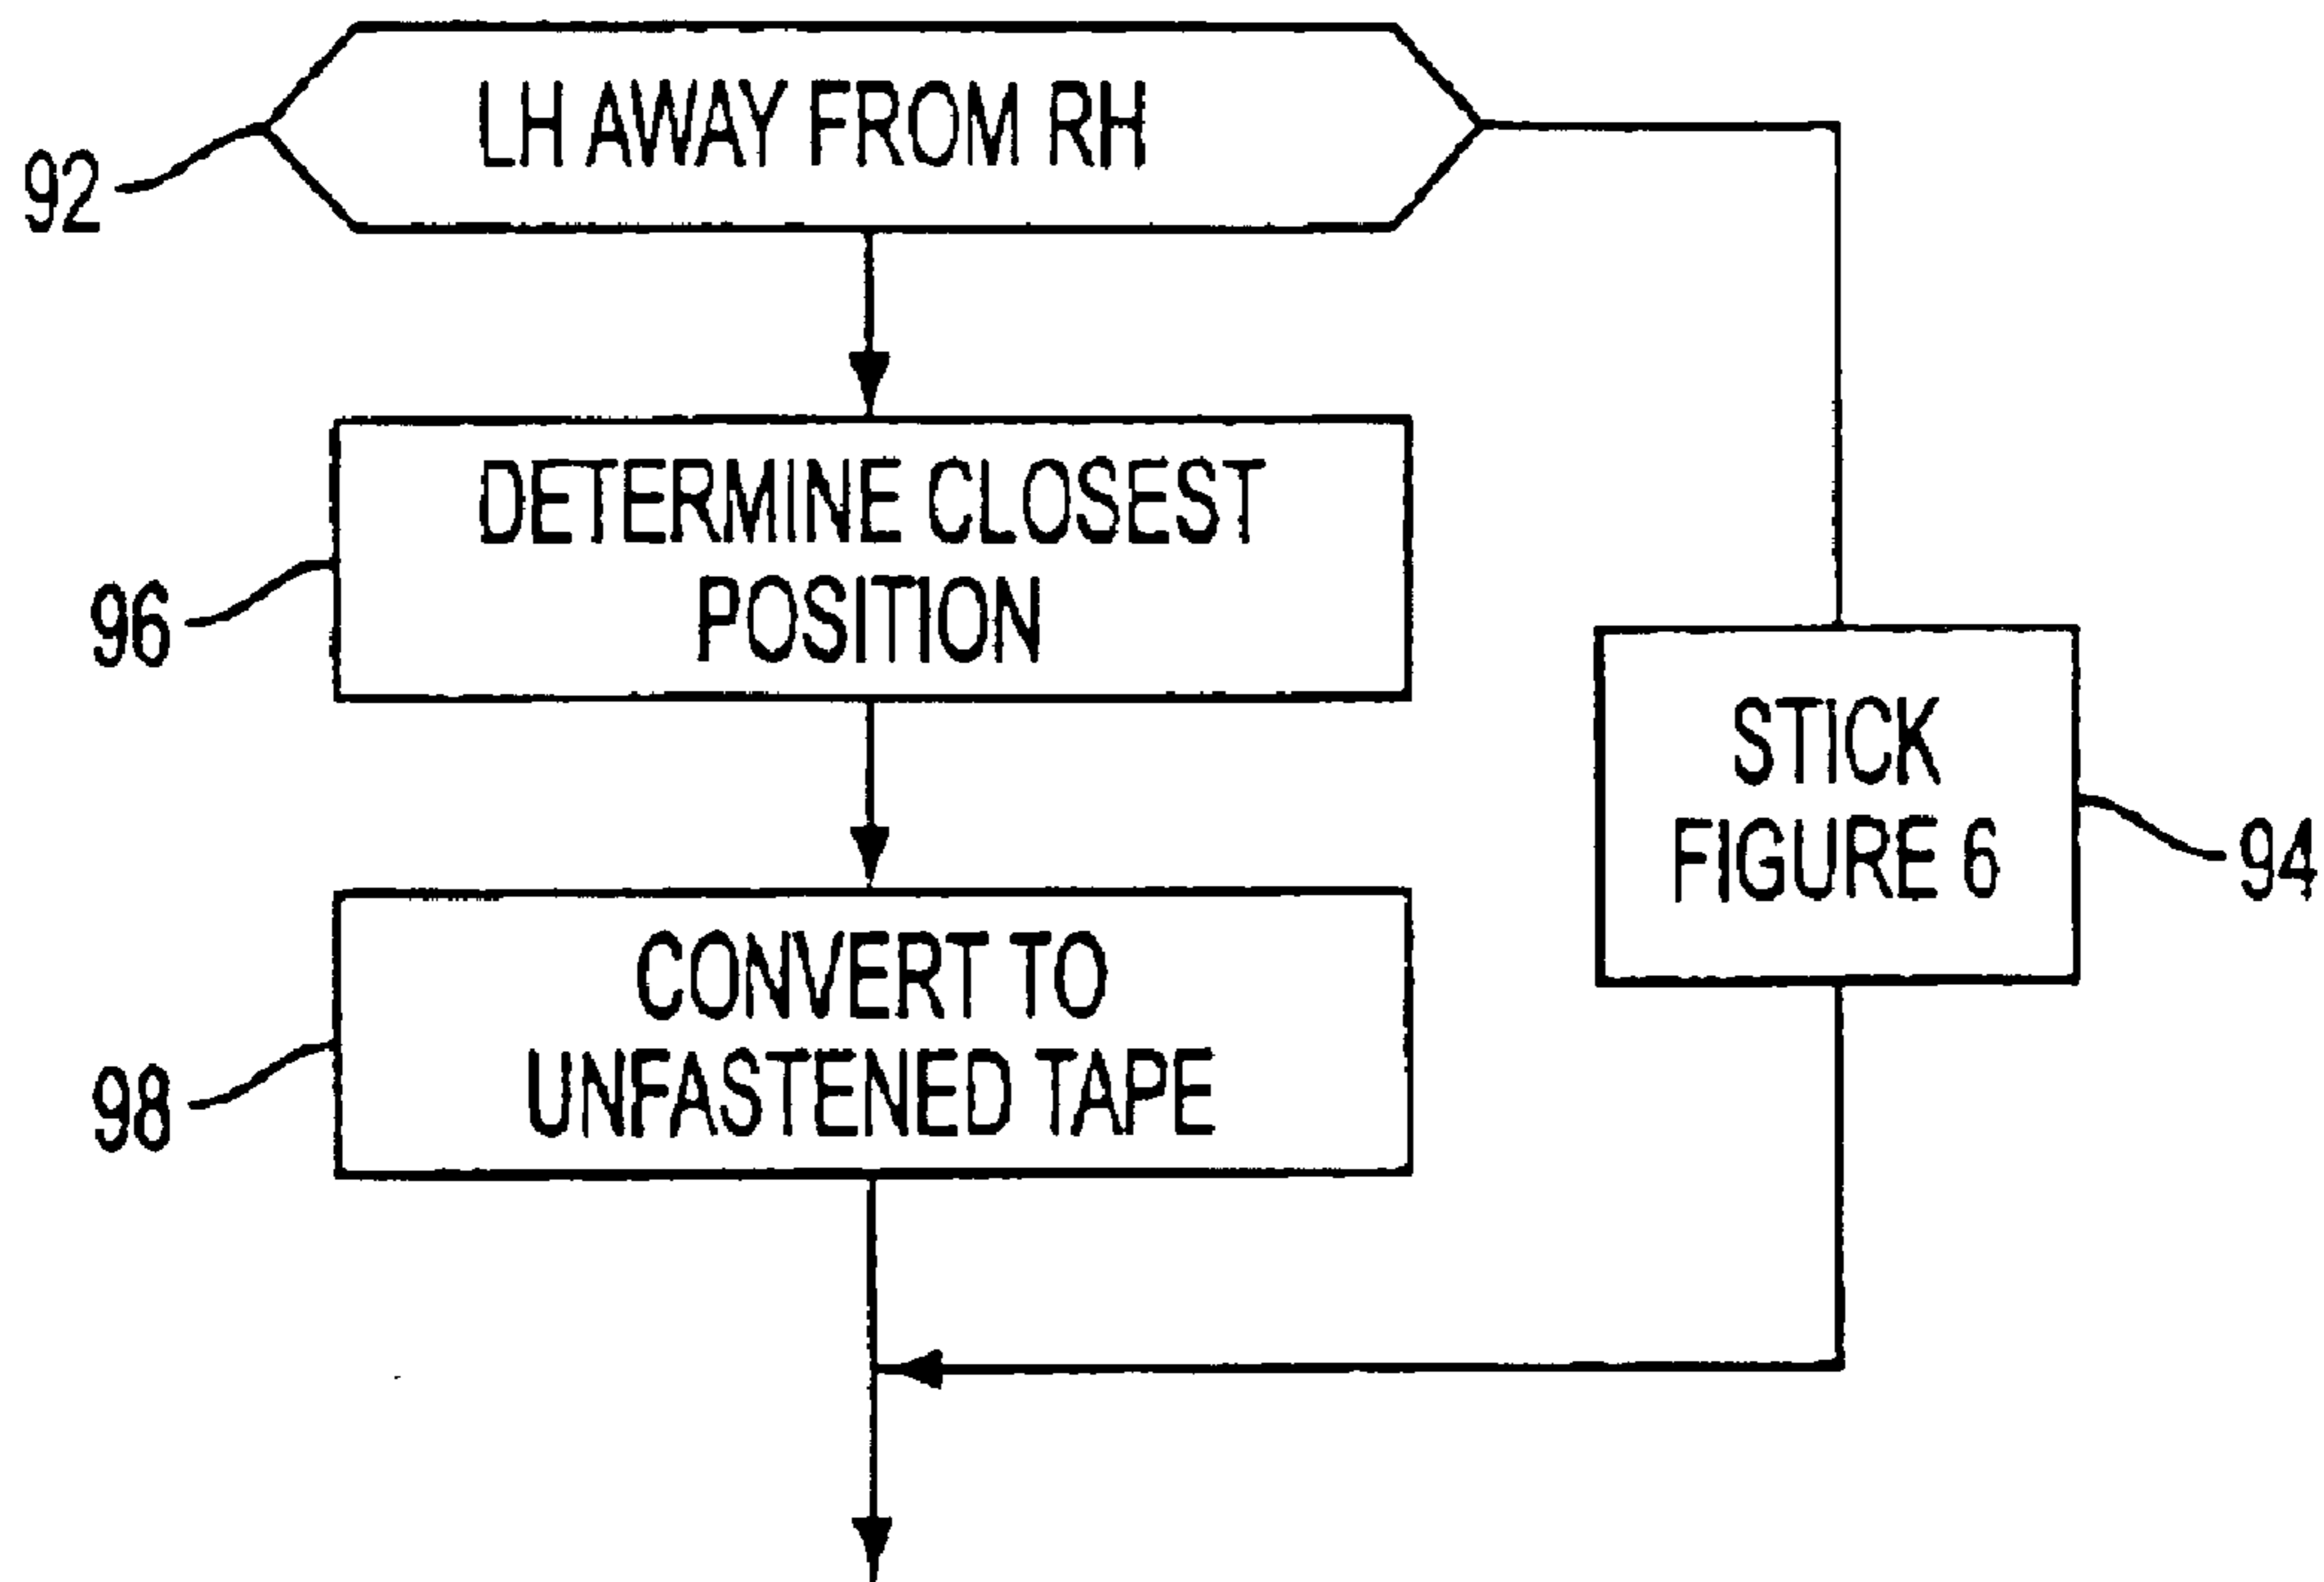 LH AWAY FROM RH
92
DETERMINE CLOSEST
POSITION
96
STICK
FIGURE 6
94
CONVERT TO
UNFASTENED TAPE
98